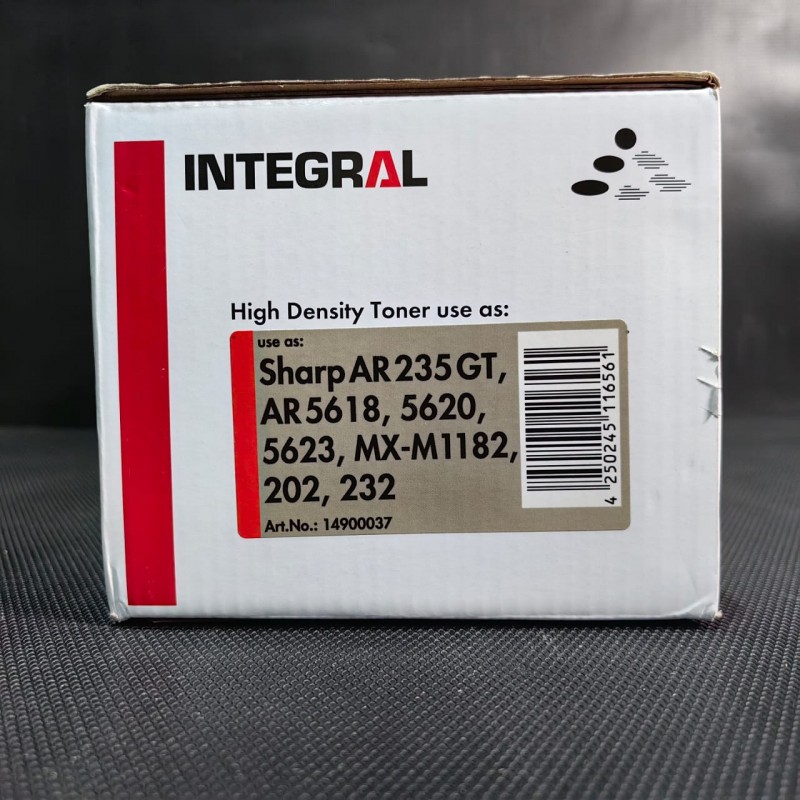 INTEGRAL
High Density Toner use as:
use as:
Sharp AR 235 GT,
AR 5618, 5620,
5623, MX-M1182,
202, 232
Art.No.: 14900037
4 250245 116561